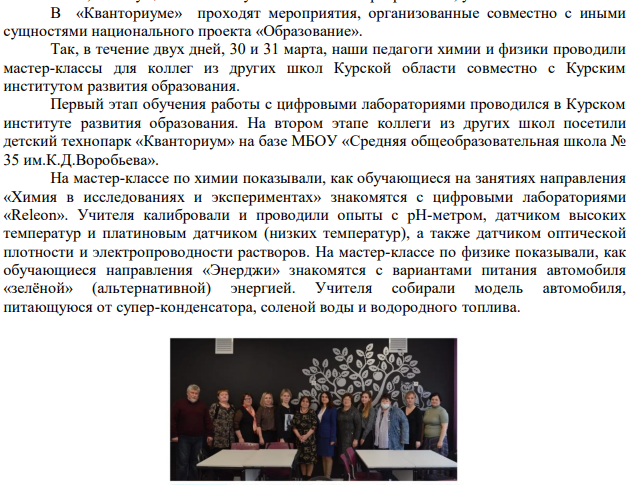 В «Кванториуме» проходят мероприятия, организованные совместно с иными
сущностями национального проекта «Образование».
Так, в течение двух дней, 30 и 31 марта, наши педагоги химии и физики проводили
мастер-классы для коллег из других школ Курской области совместно с Курским
институтом развития образования.
Первый этап обучения работы с цифровыми лабораториями проводился в Курском
институте развития образования. На втором этапе коллеги из других школ посетили
детский технопарк «Кванториум» на базе МБОУ «Средняя общеобразовательная школа №
35 им.К.Д.Воробьева».
На мастер-классе по химии показывали, как обучающиеся на занятиях направления
«Химия в исследованиях и экспериментах» знакомятся с цифровыми лабораториями
«Releon». Учителя калибровали и проводили опыты с pH-метром, датчиком высоких
температур и платиновым датчиком (низких температур), а также датчиком оптической
плотности и электропроводности растворов. На мастер-классе по физике показывали, как
обучающиеся направления «Энерджи» знакомятся с вариантами питания автомобиля
«зелёной» (альтернативной) энергией. Учителя собирали модель автомобиля,
питающуюся от супер-конденсатора, соленой воды и водородного топлива.